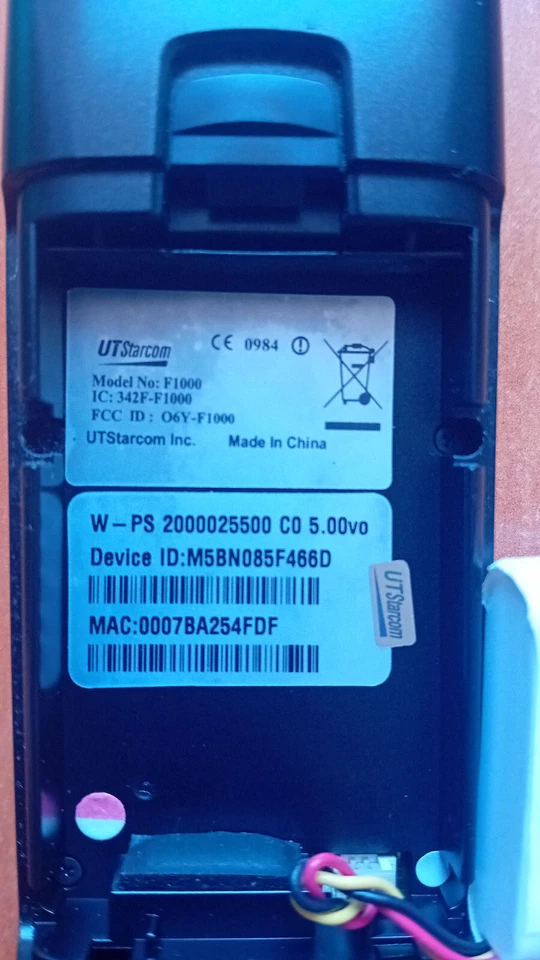 UTStarcom
CE 0984
Model No: F1000
IC: 342F-F1000
FCC ID : O6Y-F1000
UTStarcom Inc. Made In China
W-PS 2000025500 C0 5.00vo
Device ID:M5BN085F466D
MAC:0007BA254FDF
UTStarcom